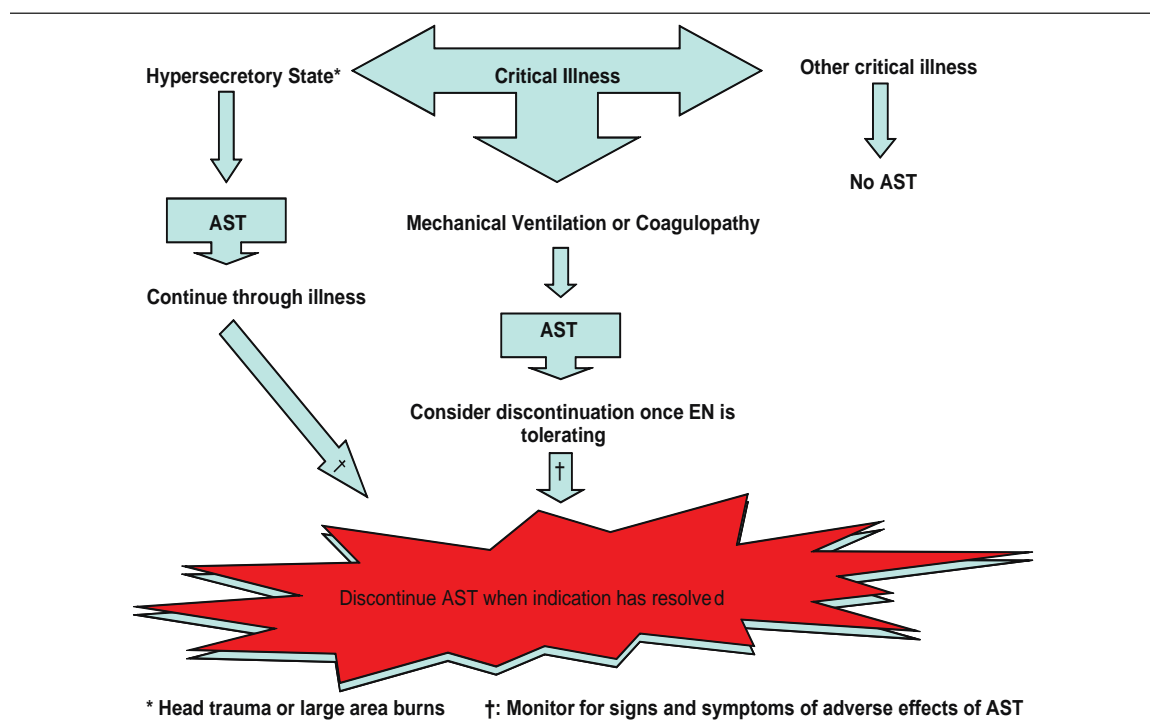 Hypersecretory State*
Critical Illness
Other critical illness
No AST
AST
Mechanical Ventilation or Coagulopathy
Continue through illness
AST
Consider discontinuation once EN is
tolerating
†
†
Discontinue AST when indication has resolved
* Head trauma or large area burns †: Monitor for signs and symptoms of adverse effects of AST